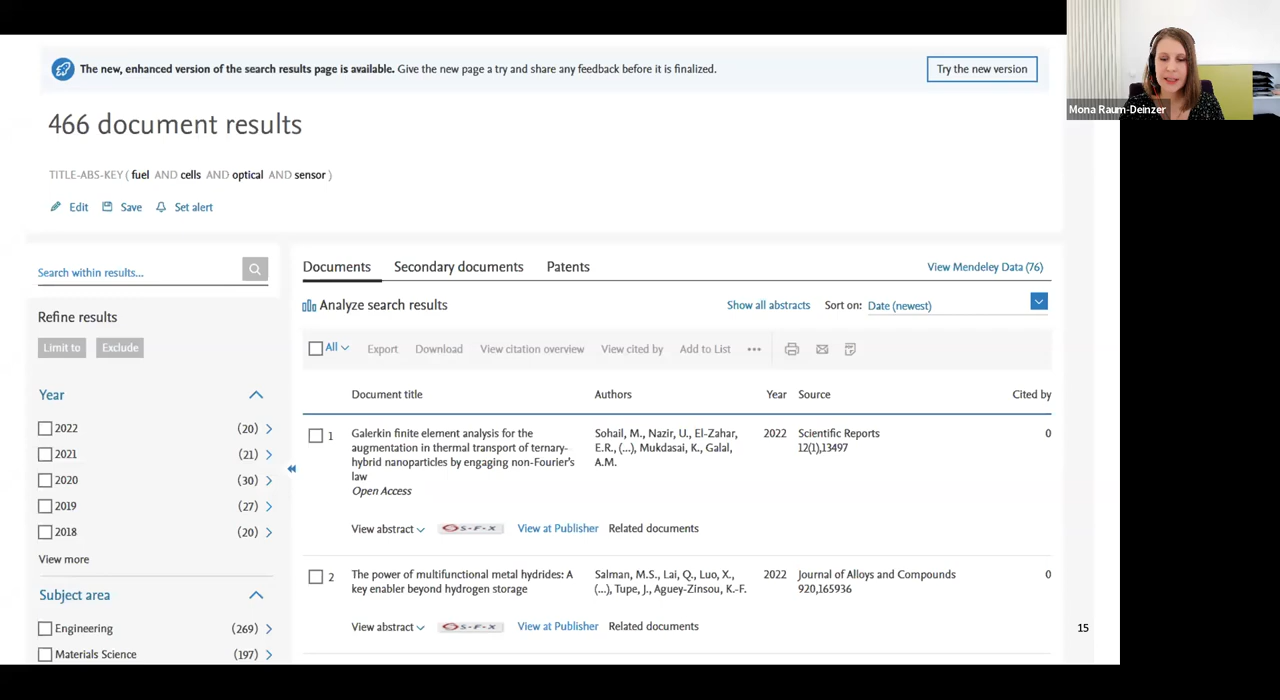 The new, enhanced version of the search results page is available. Give the new page a try and share any feedback before it is finalized.
Try the new version
Mona Raum-Deinzer
466 document results
TITLE-ABS-KEY ( fuel AND cells AND optical AND sensor )
Edit Save Set alert
Search within results...
Refine results
Limit to Exclude
Year
2022 (20)
2021 (21)
2020 (30)
2019 (27)
2018 (20)
View more
Subject area
Engineering (269)
Materials Science (197)
Documents Secondary documents Patents View Mendeley Data (76)
Analyze search results Show all abstracts Sort on: Date (newest)
All Export Download View citation overview View cited by Add to List •••
Document title Authors Year Source Cited by
1 Galerkin finite element analysis for the Sohail, M., Nazir, U., El-Zahar, 2022 Scientific Reports 0
augmentation in thermal transport of ternary- E.R., (...), Mukdasai, K., Galal, 12(1),13497
hybrid nanoparticles by engaging non-Fourier's A.M.
law
Open Access
View abstract S-F-X View at Publisher Related documents
2 The power of multifunctional metal hydrides: A Salman, M.S., Lai, Q., Luo, X., 2022 Journal of Alloys and Compounds 0
key enabler beyond hydrogen storage (...), Tupe, J., Aguey-Zinsou, K.-F. 920,165936
View abstract S-F-X View at Publisher Related documents
15